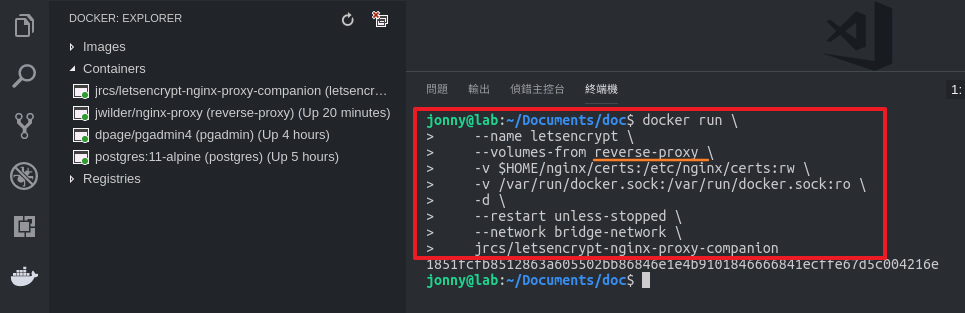 DOCKER: EXPLORER
Images
Containers
jrcs/letsencrypt-nginx-proxy-companion (letsencr…
jwilder/nginx-proxy (reverse-proxy) (Up 20 minutes)
dpage/pgadmin4 (pgadmin) (Up 4 hours)
postgres:11-alpine (postgres) (Up 5 hours)
Registries
問題 輸出 偵錯主控台 終端機
1:
jonny@lab:~/Documents/doc$ docker run \
> --name letsencrypt \
> --volumes-from reverse-proxy \
> -v $HOME/nginx/certs:/etc/nginx/certs:rw \
> -v /var/run/docker.sock:/var/run/docker.sock:ro \
> -d \
> --restart unless-stopped \
> --network bridge-network \
> jrcs/letsencrypt-nginx-proxy-companion
1851fcfb8512863a605502bb86846e1e4b9101846666841ecffe67d5c004216e
jonny@lab:~/Documents/doc$